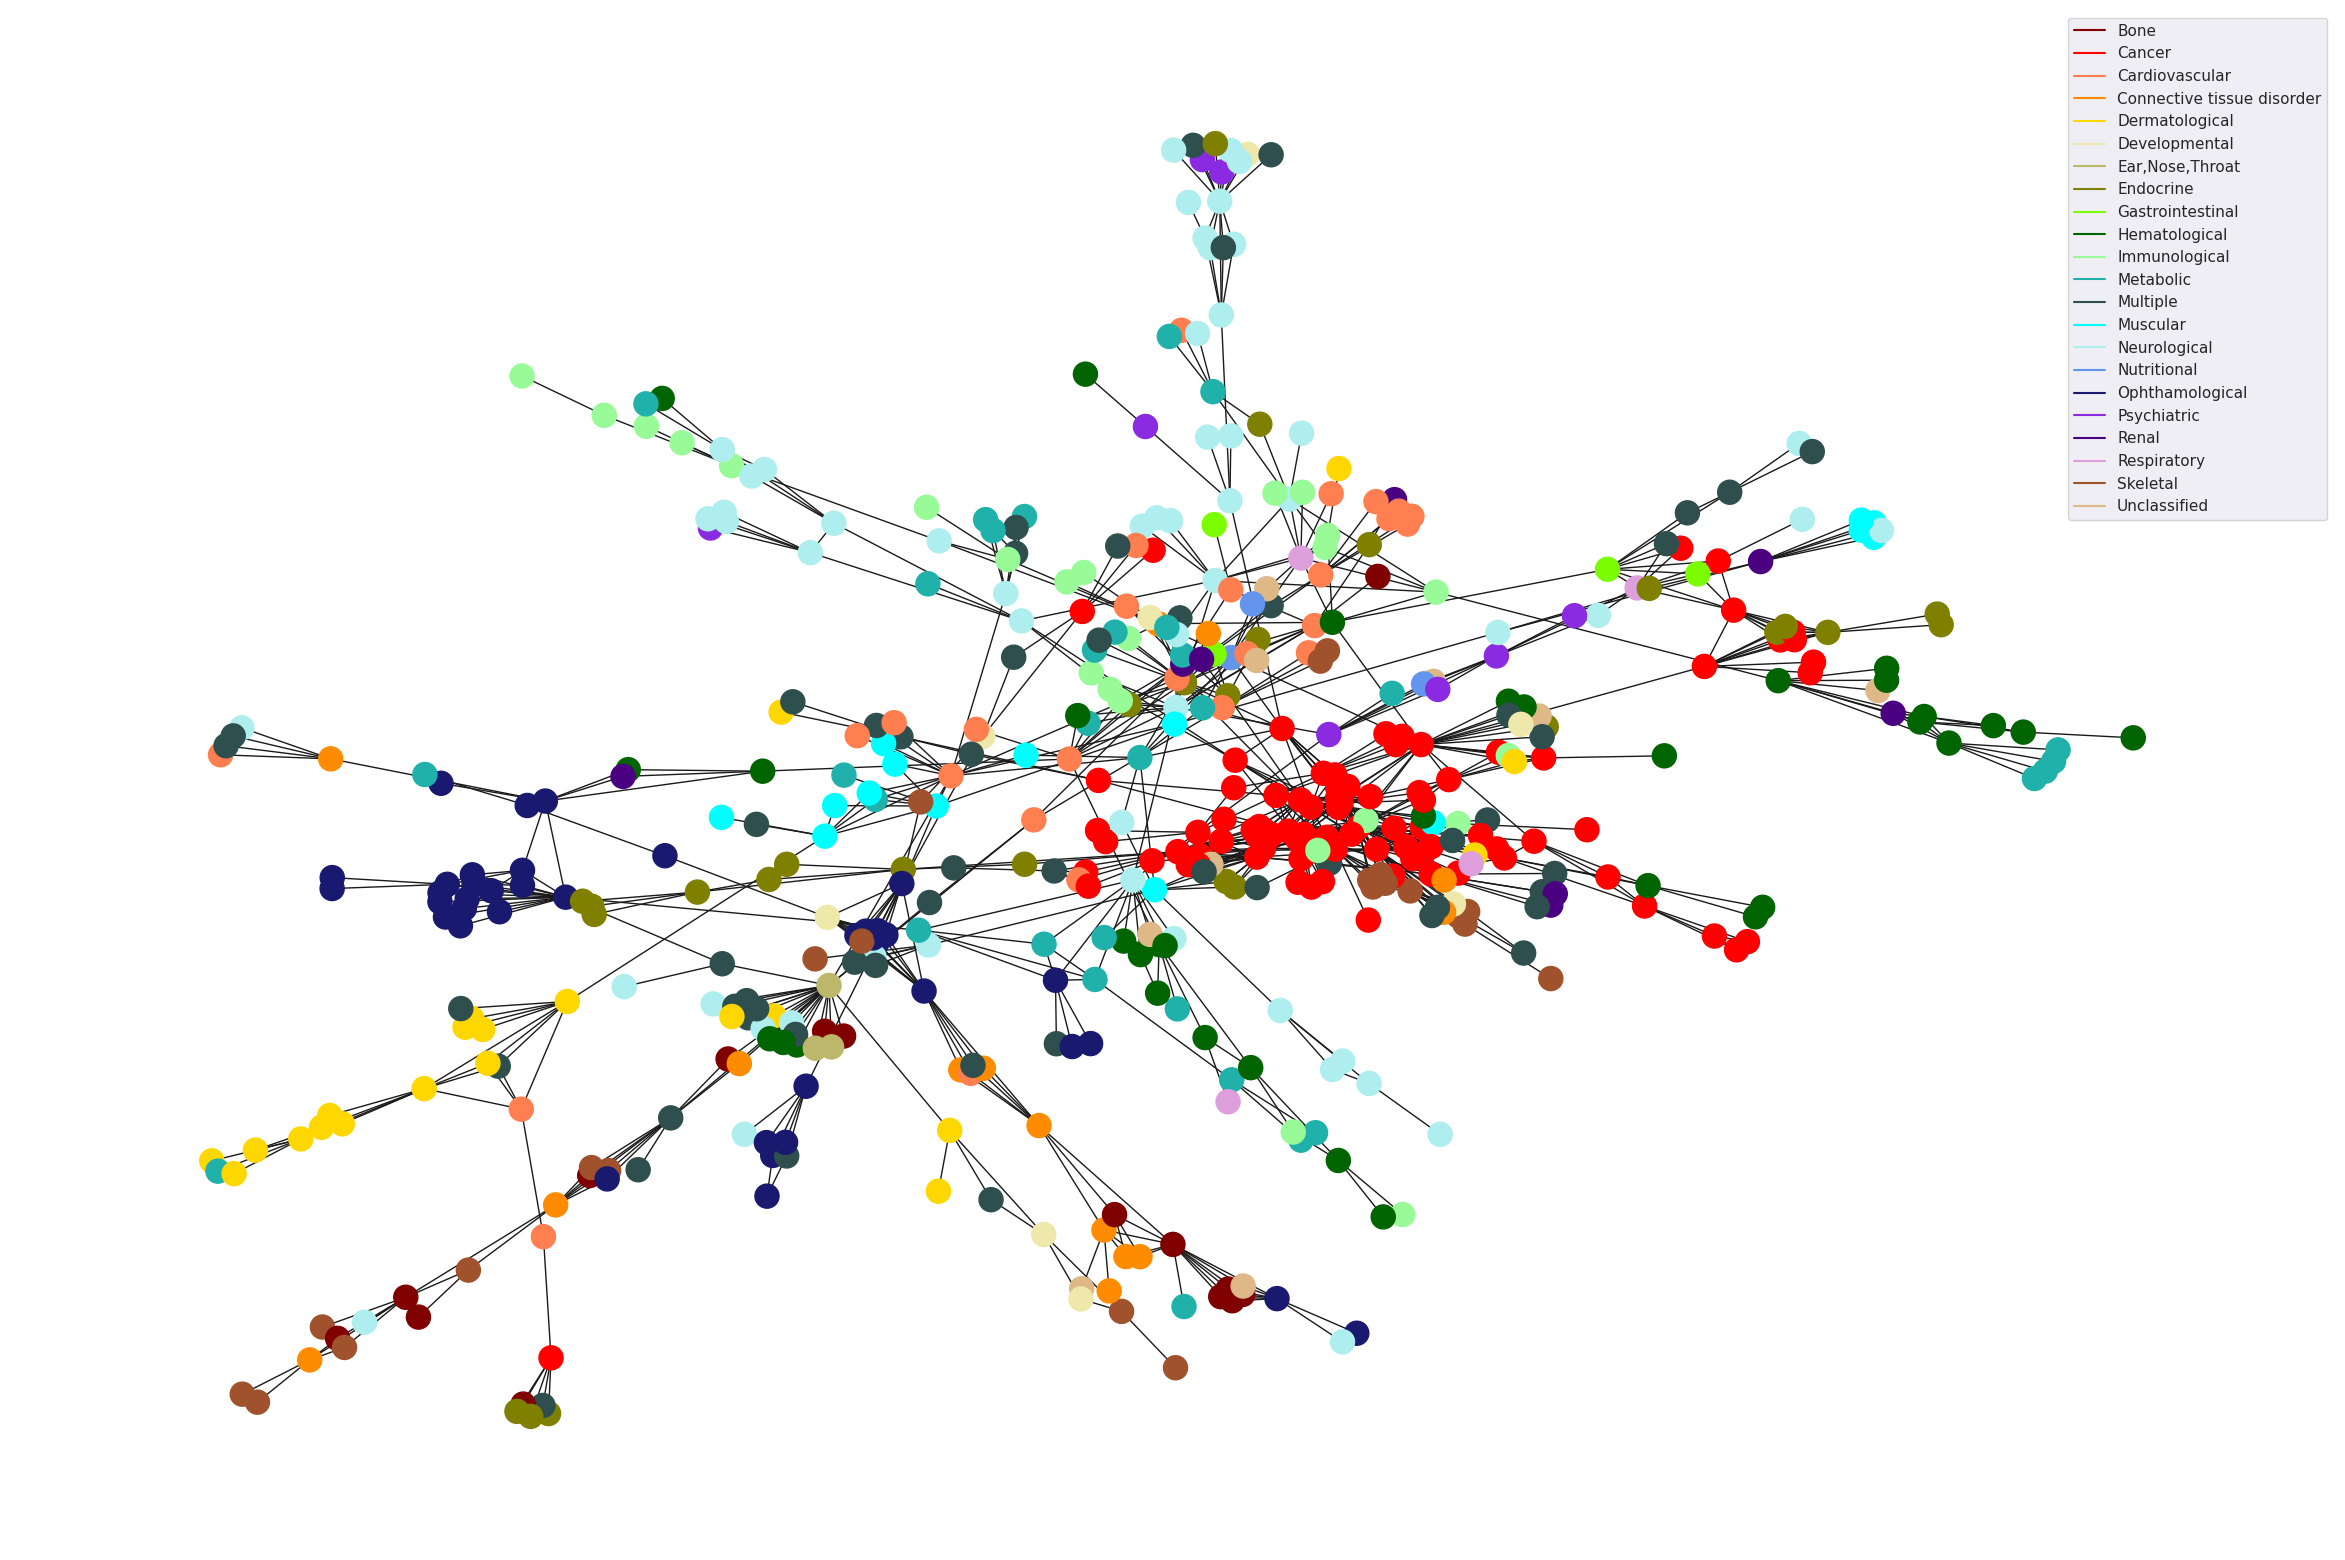 Bone
Cancer
Cardiovascular
Connective tissue disorder
Dermatological
Developmental
Ear,Nose,Throat
Endocrine
Gastrointestinal
Hematological
Immunological
Metabolic
Multiple
Muscular
Neurological
Nutritional
Ophthamological
Psychiatric
Renal
Respiratory
Skeletal
Unclassified